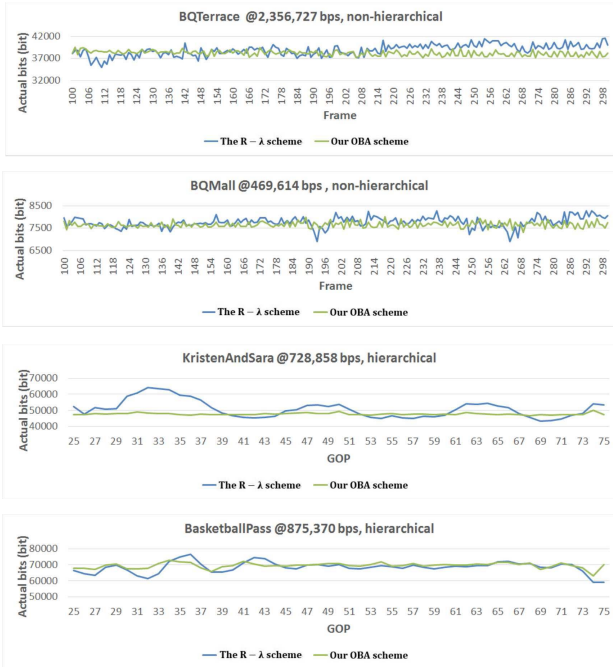 BQTerrace @2,356,727 bps, non-hierarchical
Actual bits (bit)
42000
37000
32000
100 106 112 118 124 130 136 142 148 154 160 166 172 178 184 190 196 202 208 214 220 226 232 238 244 250 256 262 268 274 280 286 292 298
Frame
The R − λ scheme Our OBA scheme
BQMall @469,614 bps , non-hierarchical
Actual bits (bit)
8500
7500
6500
100 106 112 118 124 130 136 142 148 154 160 166 172 178 184 190 196 202 208 214 220 226 232 238 244 250 256 262 268 274 280 286 292 298
Frame
The R − λ scheme Our OBA scheme
KristenAndSara @728,858 bps, hierarchical
Actual bits (bit)
70000
60000
50000
40000
25 27 29 31 33 35 37 39 41 43 45 47 49 51 53 55 57 59 61 63 65 67 69 71 73 75
GOP
The R − λ scheme Our OBA scheme
BasketballPass @875,370 bps, hierarchical
Actual bits (bit)
80000
70000
60000
50000
25 27 29 31 33 35 37 39 41 43 45 47 49 51 53 55 57 59 61 63 65 67 69 71 73 75
GOP
The R − λ scheme Our OBA scheme